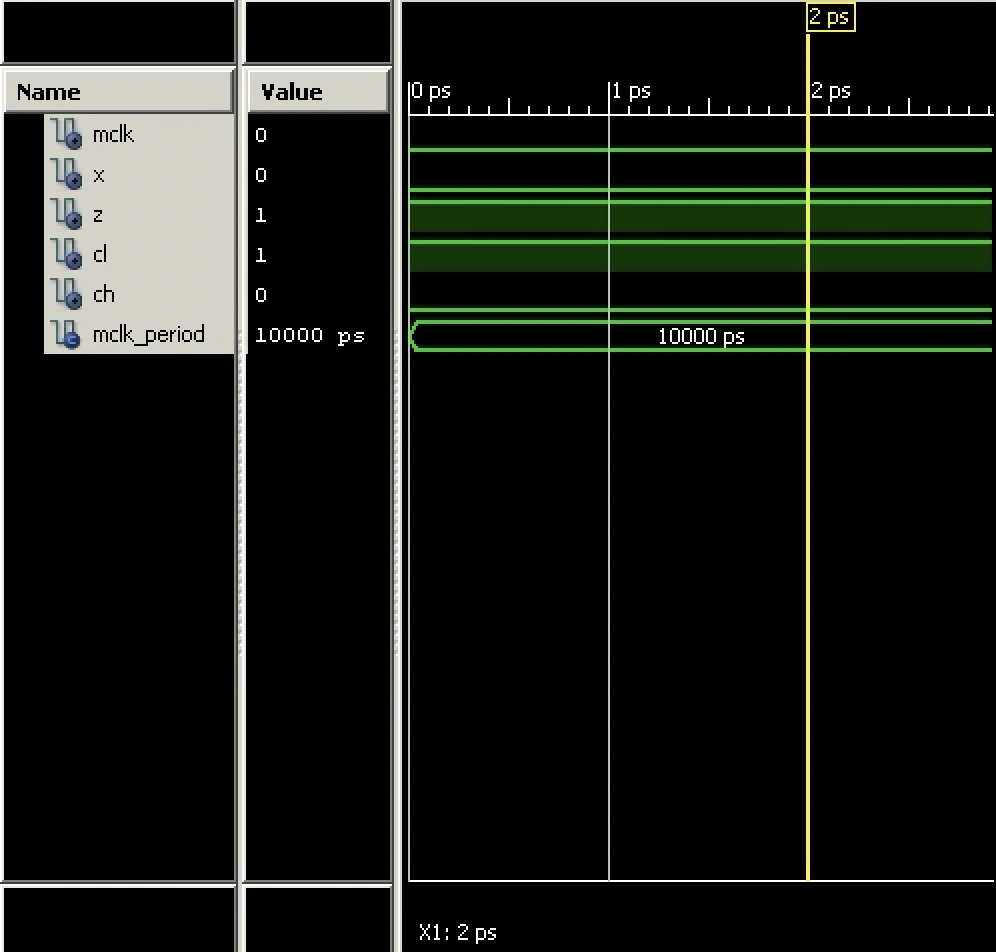 2 ps
Name Value 0 ps 1 ps 2 ps
mclk 0
x 0
z 1
cl 1
ch 0
mclk_period 10000 ps 10000 ps
X1: 2 ps